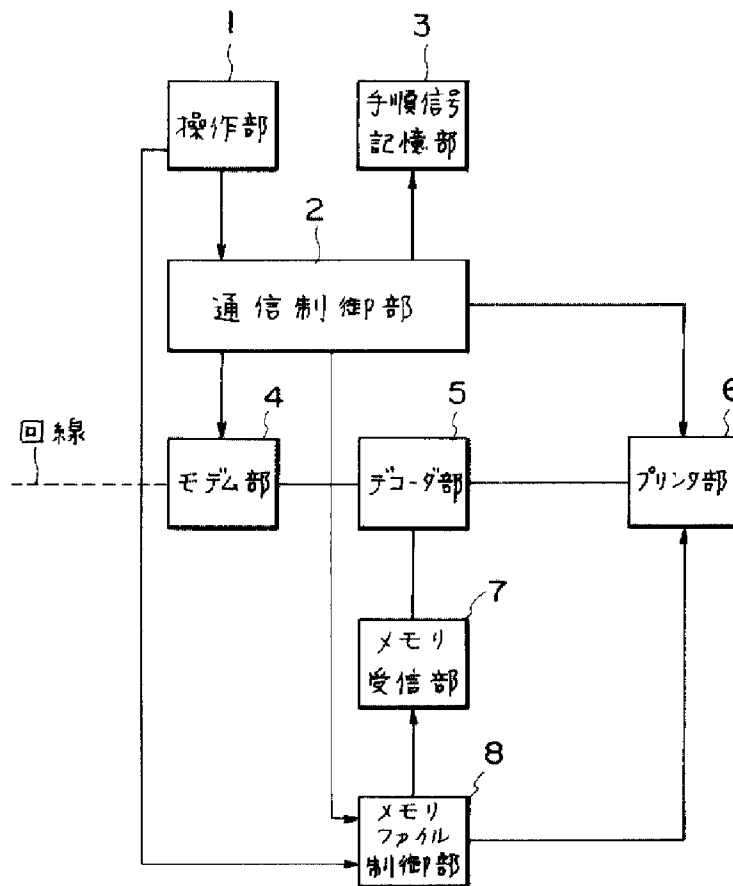 1
操作部
3
手順信号
記憶部
2
通信制御部
回線
4
モデム部
5
デコーダ部
6
プリンタ部
7
メモリ
受信部
8
メモリ
ファイル
制御部